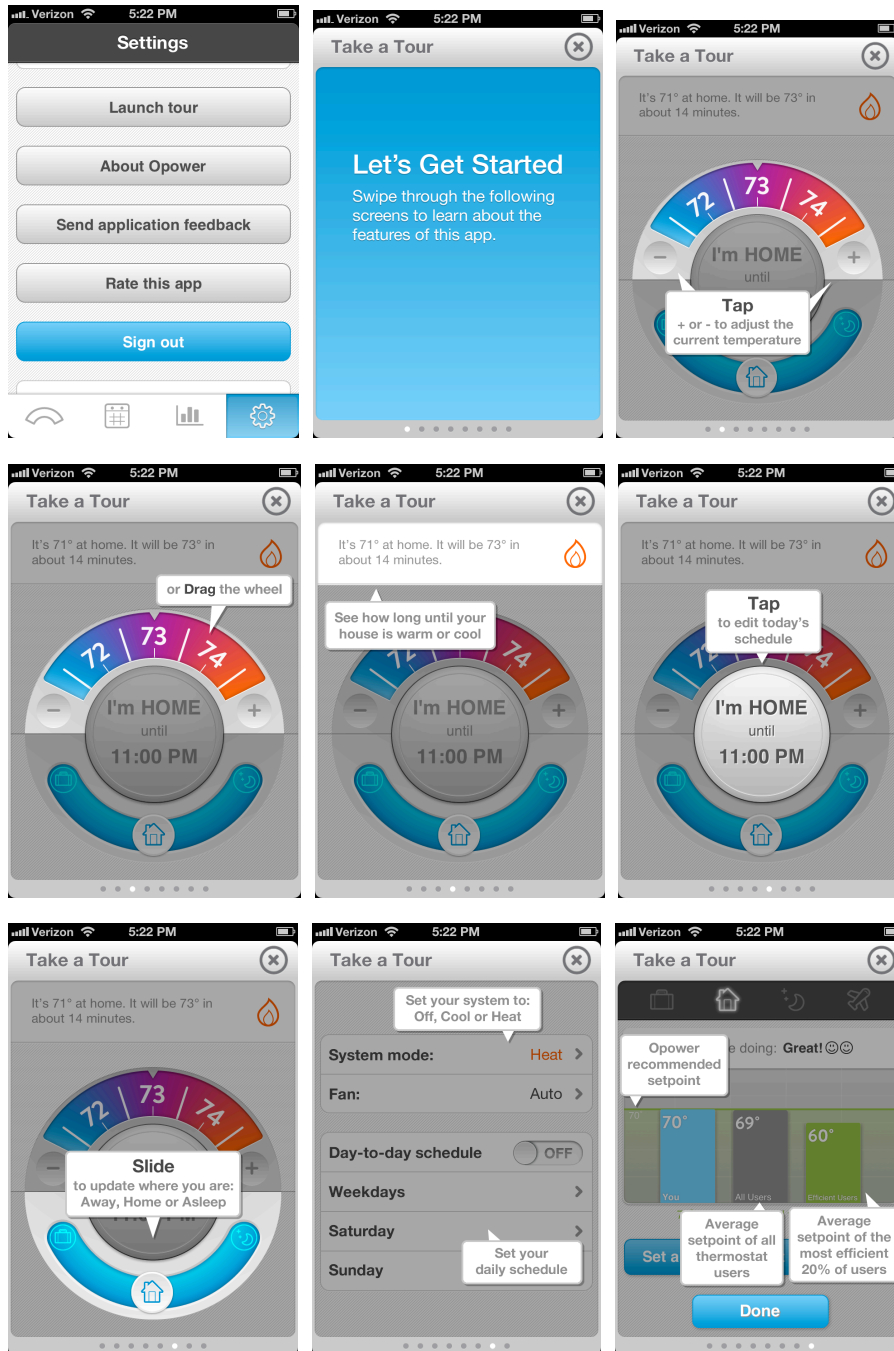 Verizon 5:22 PM
Settings
Launch tour
About Opower
Send application feedback
Rate this app
Sign out
Verizon 5:22 PM
Take a Tour
Let's Get Started
Swipe through the following
screens to learn about the
features of this app.
Verizon 5:22 PM
Take a Tour
It's 71° at home. It will be 73° in
about 14 minutes.
72 73 74
I'm HOME
− +
until
Tap
+ or - to adjust the
current temperature
Verizon 5:22 PM
Take a Tour
It's 71° at home. It will be 73° in
about 14 minutes.
or Drag the wheel
72 73 74
I'm HOME
− +
until
11:00 PM
Verizon 5:22 PM
Take a Tour
It's 71° at home. It will be 73° in
about 14 minutes.
See how long until your
house is warm or cool
72 74
I'm HOME
− +
until
11:00 PM
Verizon 5:22 PM
Take a Tour
It's 71° at home. It will be 73° in
about 14 minutes.
Tap
to edit today's
schedule
72 74
I'm HOME
− +
until
11:00 PM
Verizon 5:22 PM
Take a Tour
It's 71° at home. It will be 73° in
about 14 minutes.
72 73 74
− +
Slide
to update where you are:
Away, Home or Asleep
Verizon 5:22 PM
Take a Tour
Set your system to:
Off, Cool or Heat
System mode: Heat
Fan: Auto
Day-to-day schedule OFF
Weekdays
Saturday
Sunday
Set your
daily schedule
Verizon 5:22 PM
Take a Tour
doing: Great!
Opower
recommended
setpoint
70
70° 69° 60°
You All Users Efficient Users
Average
setpoint of all
thermostat
users
Average
setpoint of the
most efficient
20% of users
Set a
Done